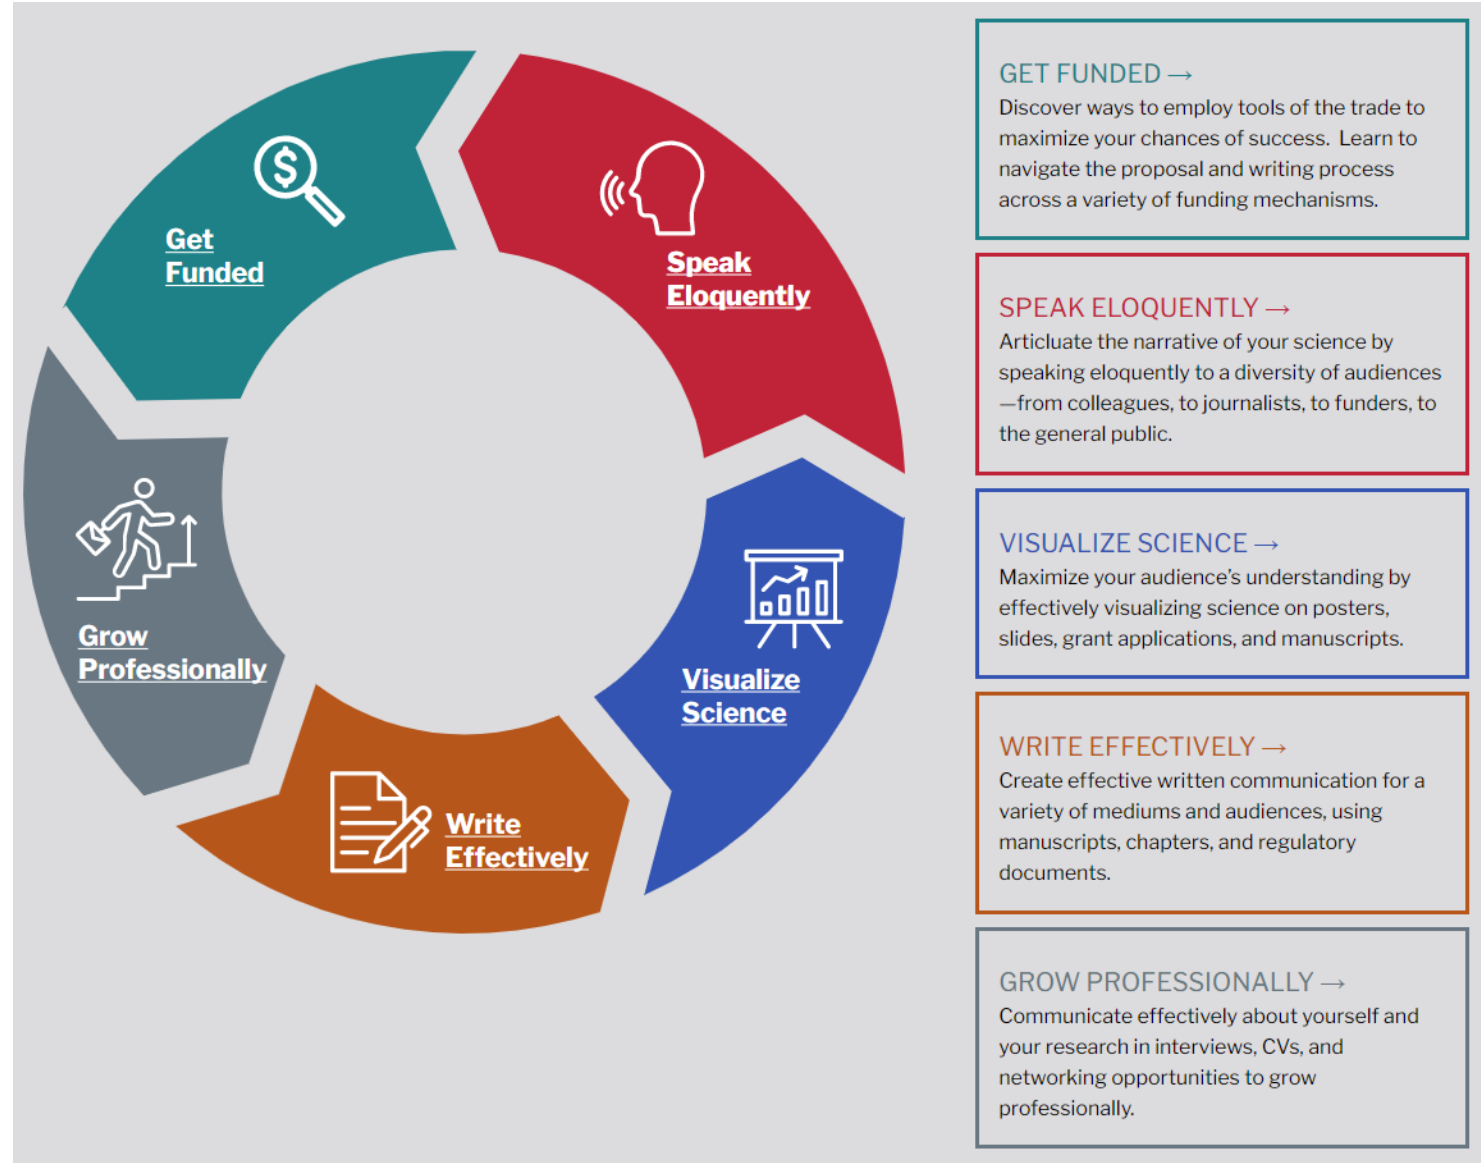 Get
Funded
$
Speak
Eloquently
Visualize
Science
Write
Effectively
Grow
Professionally
GET FUNDED →
Discover ways to employ tools of the trade to
maximize your chances of success.  Learn to
navigate the proposal and writing process
across a variety of funding mechanisms.
SPEAK ELOQUENTLY →
Articluate the narrative of your science by
speaking eloquently to a diversity of audiences
—from colleagues, to journalists, to funders, to
the general public.
VISUALIZE SCIENCE →
Maximize your audience’s understanding by
effectively visualizing science on posters,
slides, grant applications, and manuscripts.
WRITE EFFECTIVELY →
Create effective written communication for a
variety of mediums and audiences, using
manuscripts, chapters, and regulatory
documents.
GROW PROFESSIONALLY →
Communicate effectively about yourself and
your research in interviews, CVs, and
networking opportunities to grow
professionally.